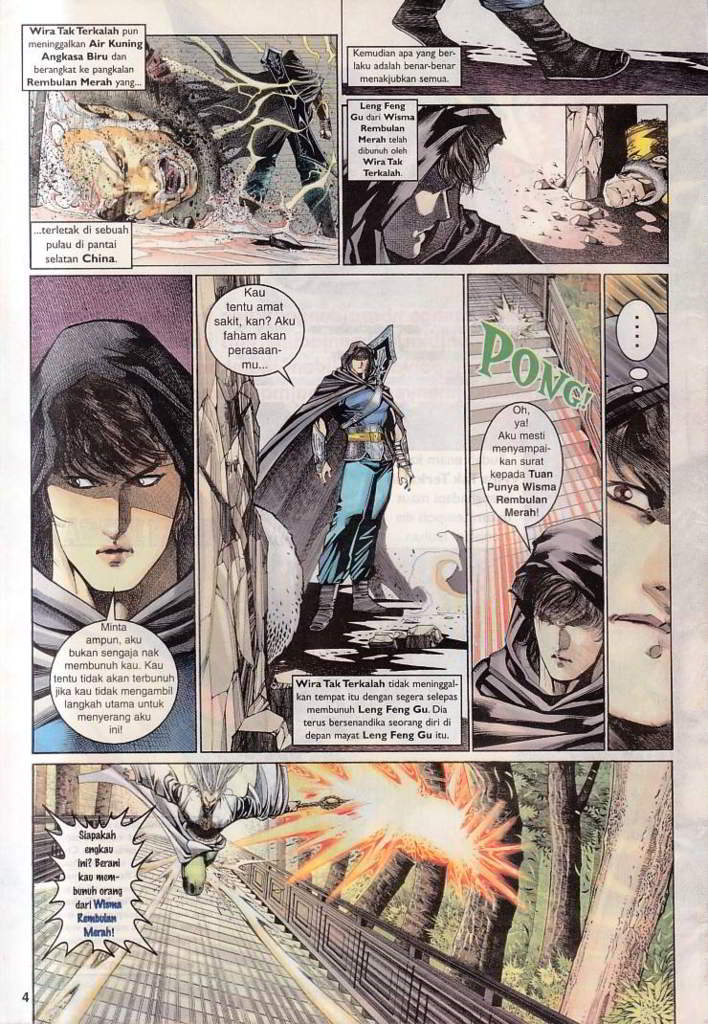 Wira Tak Terkalah pun
meninggalkan Air Kuning
Angkasa Biru dan
berangkat ke pangkalan
Rembulan Merah yang...
...terletak di sebuah
pulau di pantai
selatan China.
Kemudian apa yang ber-
laku adalah benar-benar
menakjubkan semua.
Leng Feng
Gu dari Wisma
Rembulan
Merah telah
dibunuh oleh
Wira Tak
Terkalah.
Minta
ampun, aku
bukan sengaja nak
membunuh kau. Kau
tentu tidak akan terbunuh
jika kau tidak mengambil
langkah utama untuk
menyerang aku
ini!
Kau
tentu amat
sakit, kan? Aku
faham akan
perasaan-
mu...
Wira Tak Terkalah tidak meninggal-
kan tempat itu dengan segera selepas
membunuh Leng Feng Gu. Dia
terus bersenandika seorang diri di
depan mayat Leng Feng Gu itu.
PONG!
Oh,
ya!
Aku mesti
menyampai-
kan surat
kepada Tuan
Punya Wisma
Rembulan
Merah!
.....
Siapakah
engkau
ini? Berani
kau mem-
bunuh orang
dari Wisma
Rembulan
Merah!
4